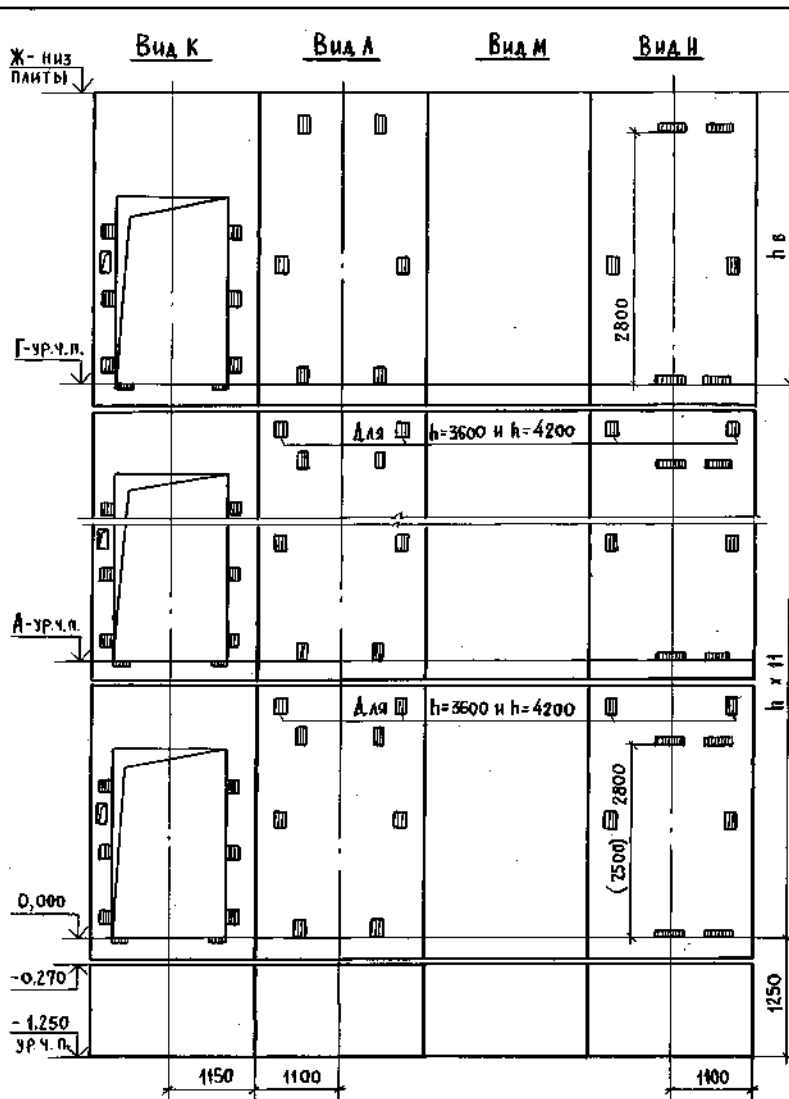 Вид К
Вид Л
Вид М
Вид Н
Ж- низ
плиты
2800
h в
Г-ур.ч.п.
Для h=3600 и h=4200
А-ур.ч.п.
h x 11
Для h=3600 и h=4200
2800
(2500)
0,000
-0.270
-1.250
ур.ч.п.
1250
1150
1100
1100